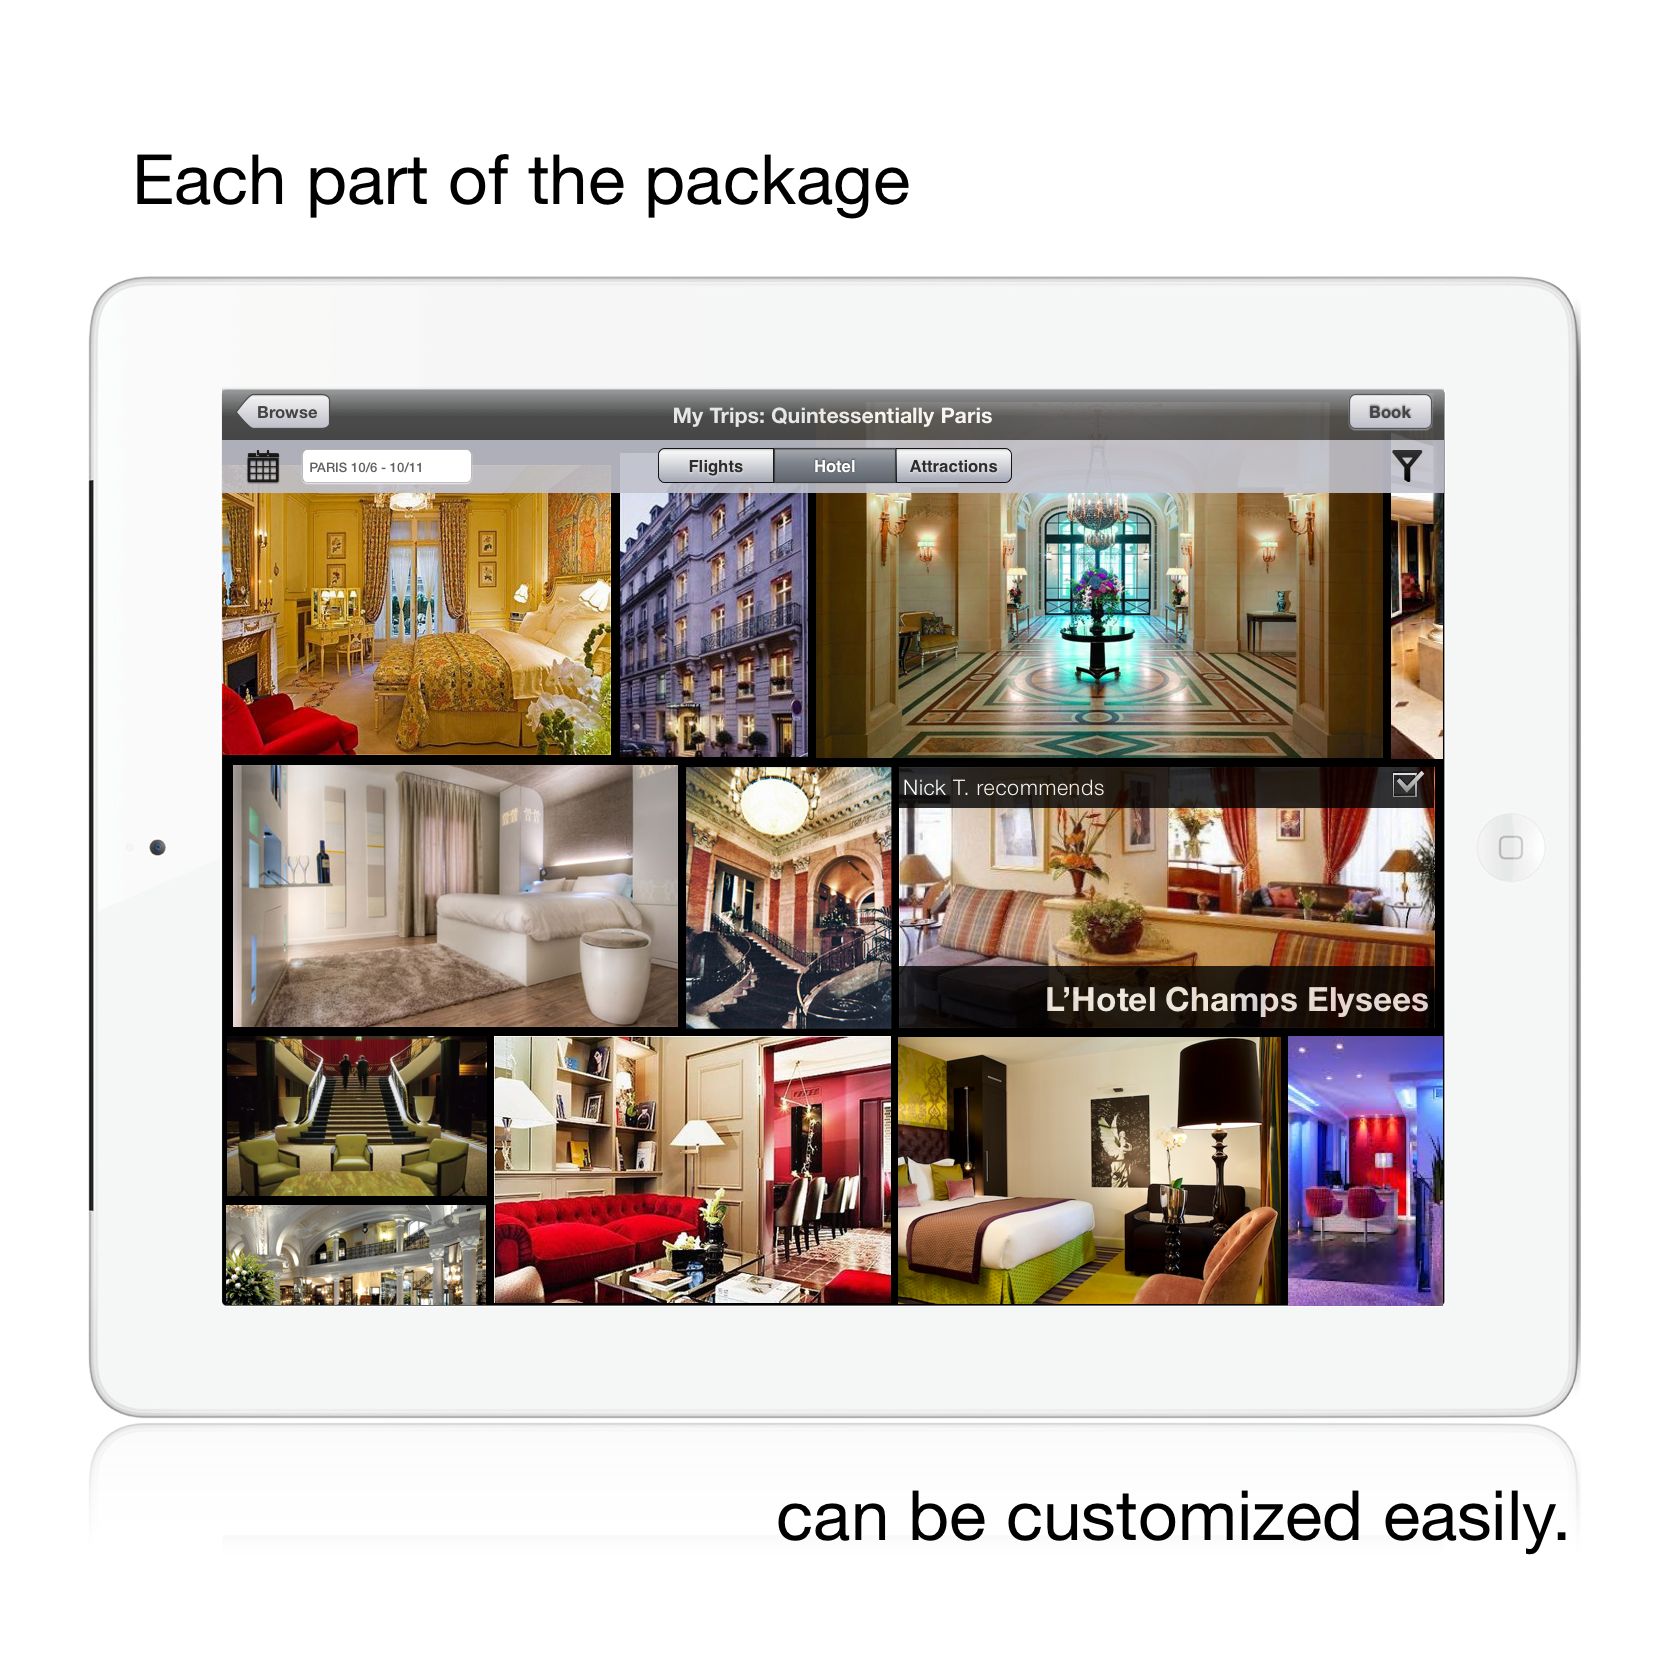 Each part of the package
Browse
My Trips: Quintessentially Paris
Book
PARIS 10/6 - 10/11
Flights
Hotel
Attractions
Nick T. recommends
L’Hotel Champs Elysees
can be customized easily.